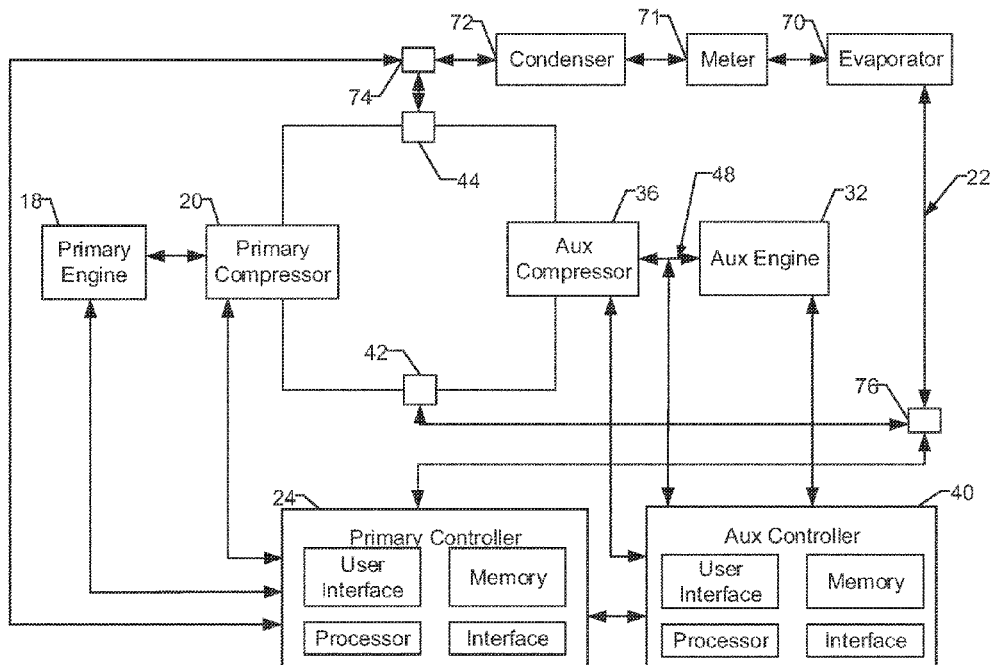 72
71
70
Condenser
Meter
Evaporator
74
44
48
22
18
20
36
32
Primary
Engine
Primary
Compressor
Aux
Compressor
Aux Engine
42
76
24
40
Primary Controller
User
Interface
Memory
Processor
Interface
Aux Controller
User
Interface
Memory
Processor
Interface